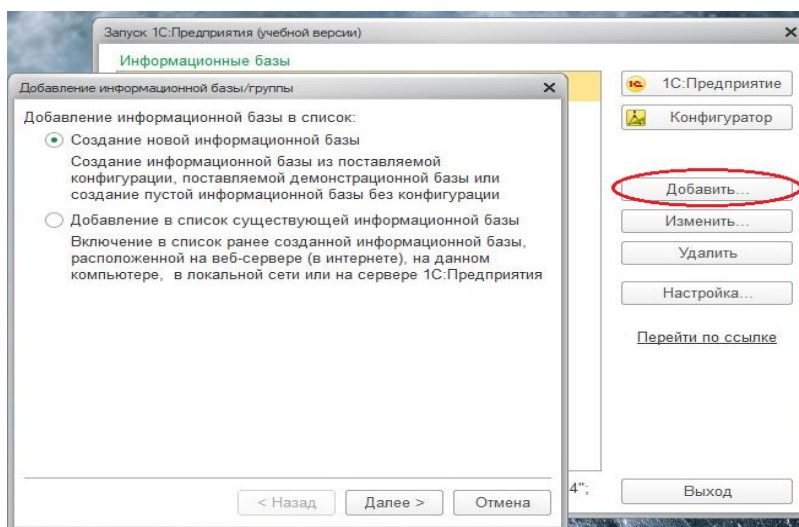 Запуск 1С:Предприятия (учебной версии)
Информационные базы
Добавление информационной базы/группы
Добавление информационной базы в список:
Создание новой информационной базы
Создание информационной базы из поставляемой
конфигурации, поставляемой демонстрационной базы или
создание пустой информационной базы без конфигурации
Добавление в список существующей информационной базы
Включение в список ранее созданной информационной базы,
расположенной на веб-сервере (в интернете), на данном
компьютере, в локальной сети или на сервере 1С:Предприятия
< Назад
Далее >
Отмена
1С:Предприятие
Конфигуратор
Добавить...
Изменить...
Удалить
Настройка...
Перейти по ссылке
4";
Выход